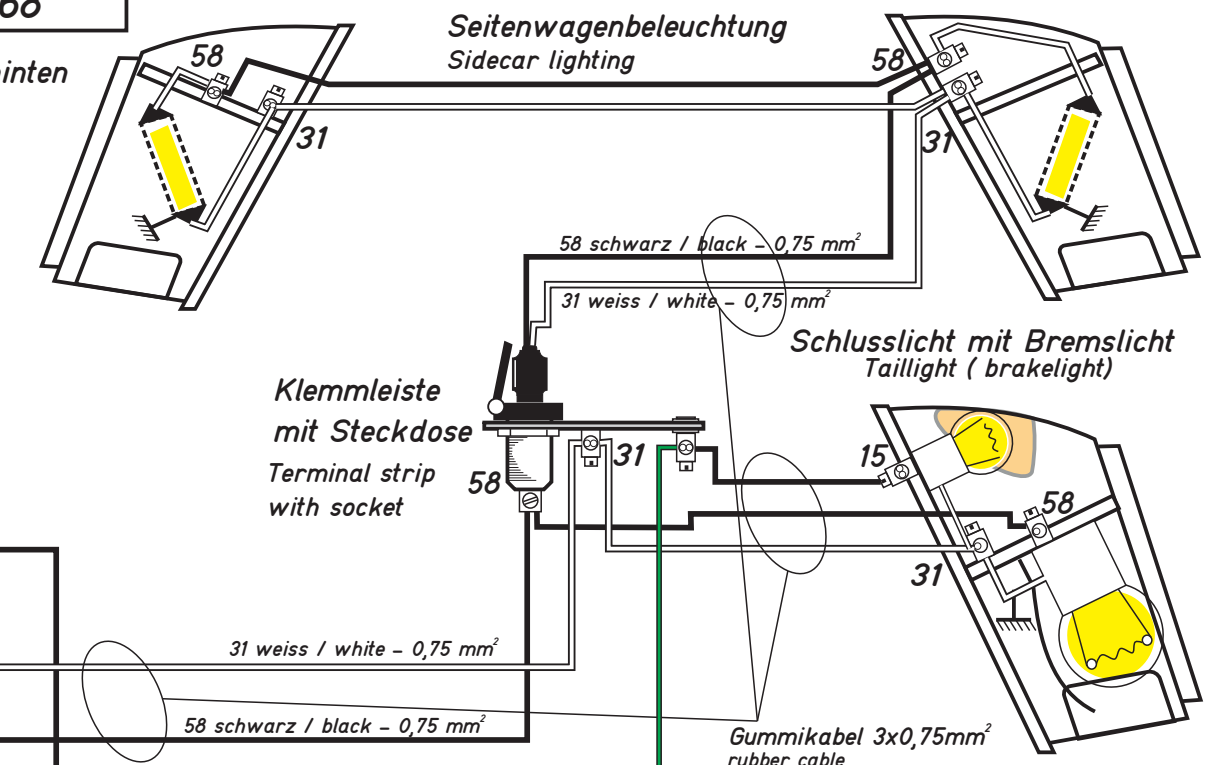 68
Seitenwagenbeleuchtung
Sidecar lighting
58
58
31
31
58 schwarz / black – 0,75 mm²
31 weiss / white – 0,75 mm²
Schlusslicht mit Bremslicht
Taillight ( brakelight)
Klemmleiste
mit Steckdose
Terminal strip
with socket
31
58
15
58
31
31 weiss / white – 0,75 mm²
58 schwarz / black – 0,75 mm²
Gummikabel 3x0,75mm²
rubber cable